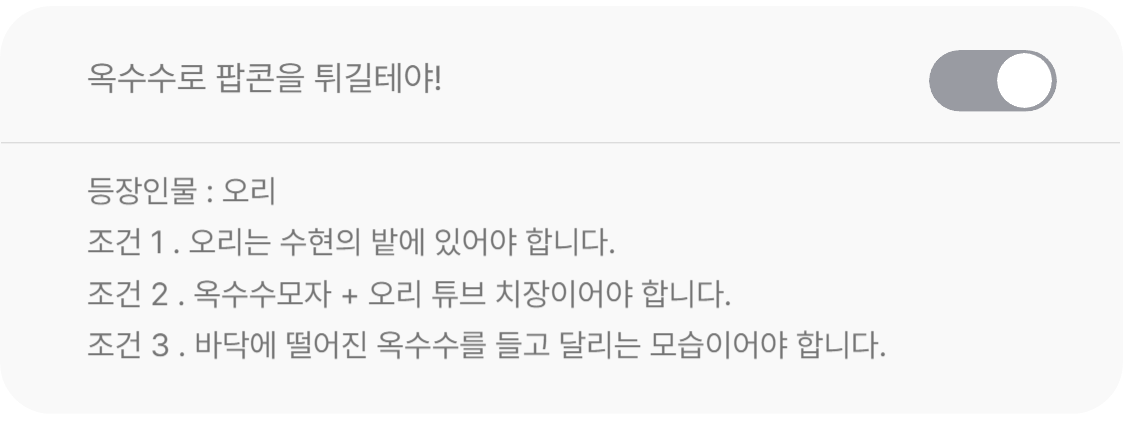 옥수수로 팝콘을 튀길테야!
등장인물 : 오리
조건 1 . 오리는 수현의 밭에 있어야 합니다.
조건 2 . 옥수수모자 + 오리 튜브 치장이어야 합니다.
조건 3 . 바닥에 떨어진 옥수수를 들고 달리는 모습이어야 합니다.